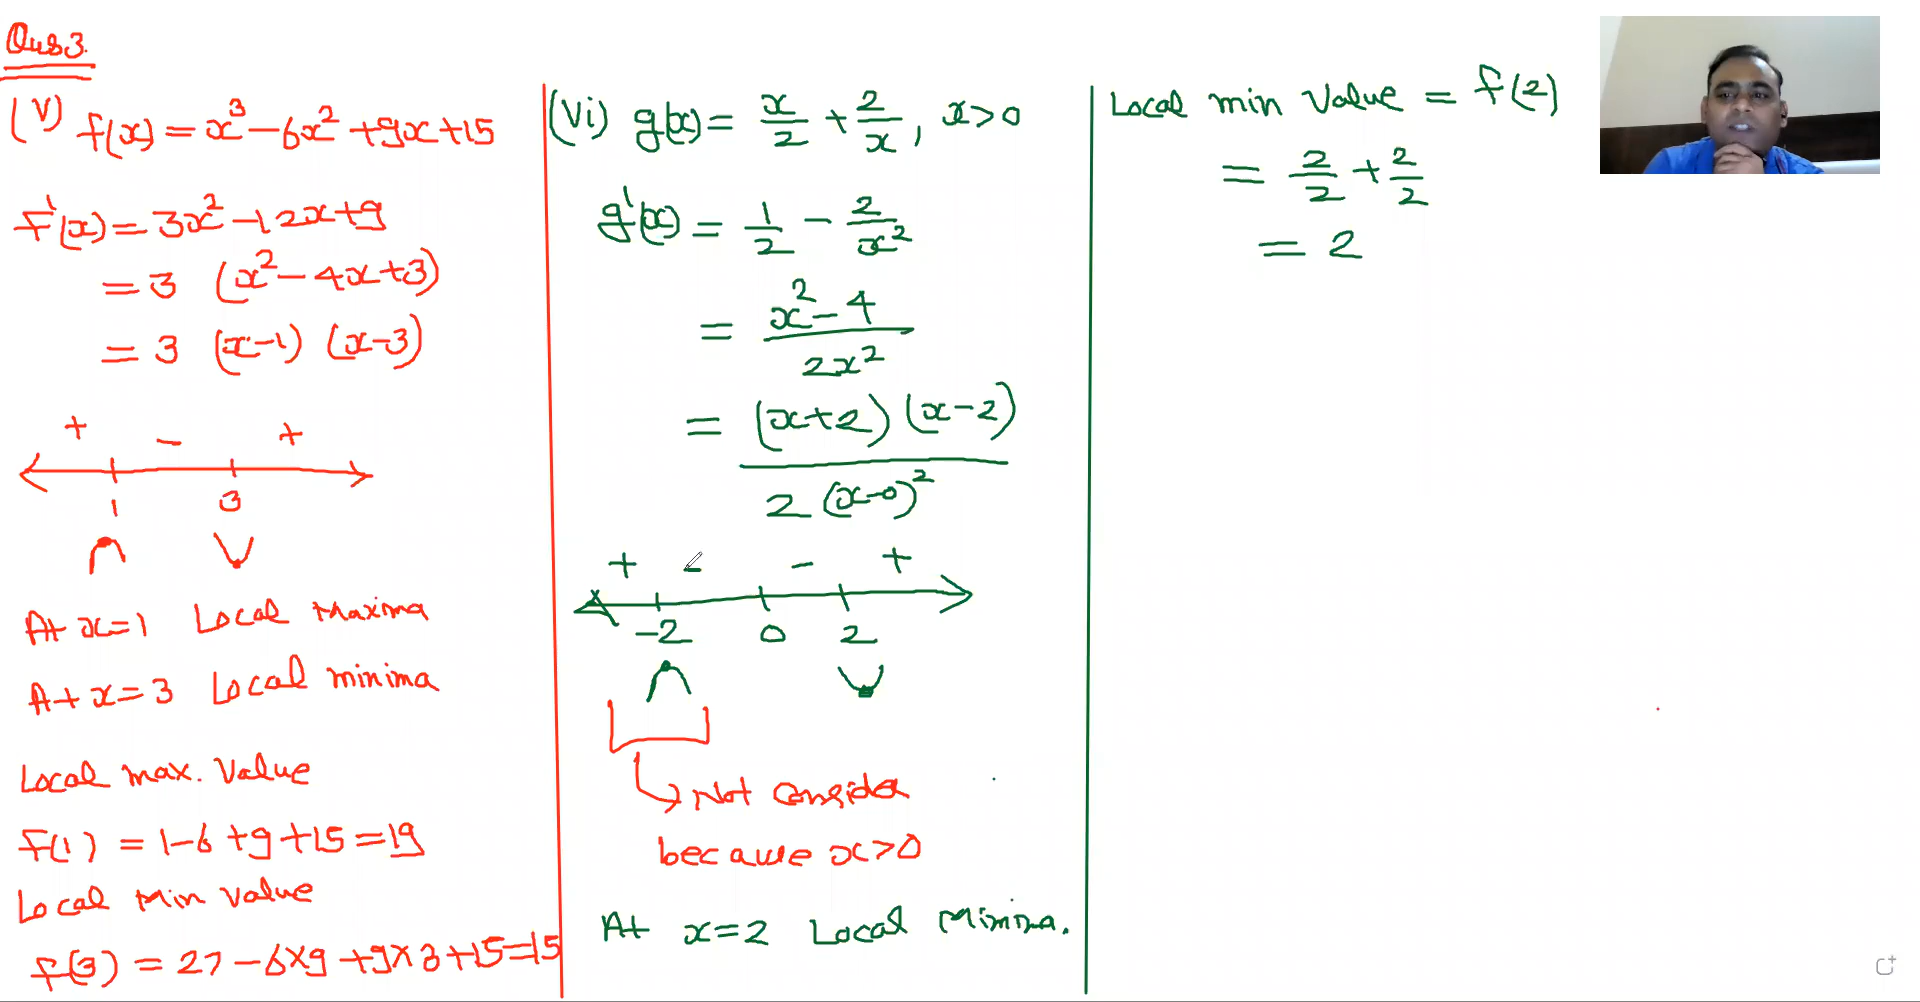 Ques 3.
(V) f(x) = x³ - 6x² + 9x + 15
f'(x) = 3x² - 12x + 9
= 3 (x² - 4x + 3)
= 3 (x-1) (x-3)
+ - +
1 3
At x=1 Local Maxima
At x=3 Local minima
Local max. Value
f(1) = 1-6+9+15=19
Local Min Value
f(3) = 27-6×9+9×3+15=15
(Vi) g(x) = x/2 + 2/x, x>0
g'(x) = 1/2 - 2/x²
= x²-4 / 2x²
= (x+2) (x-2) / 2 (x-0)²
+ - - +
-2 0 2
→ Not consider
because x>0
At x=2 Local Minima.
Local min Value = f(2)
= 2/2 + 2/2
= 2